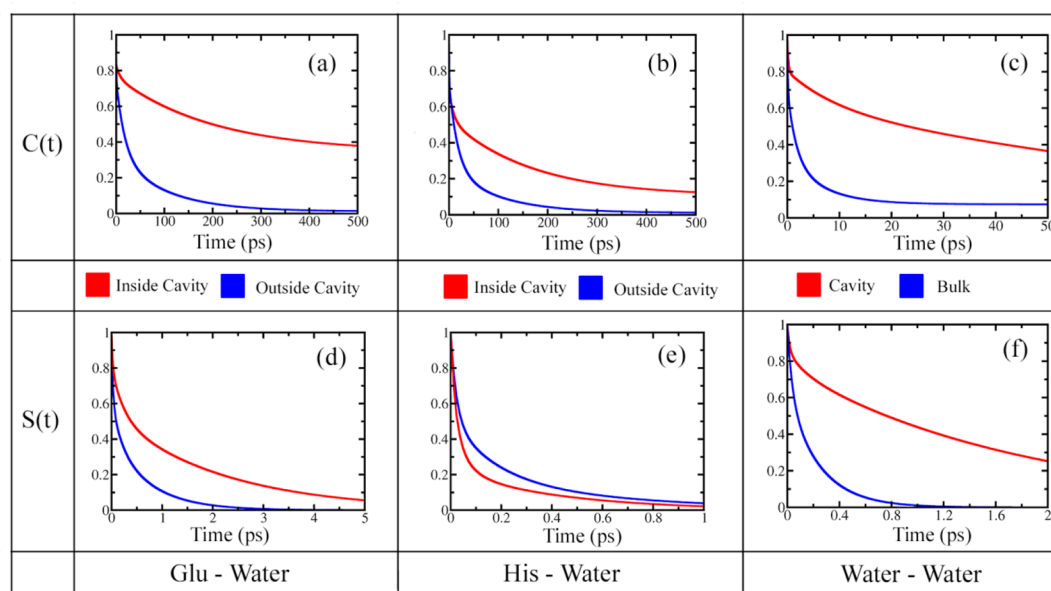 C(t)
(a)
1
0.8
0.6
0.4
0.2
0
0 100 200 300 400 500
Time (ps)
(b)
1
0.8
0.6
0.4
0.2
0
0 100 200 300 400 500
Time (ps)
(c)
1
0.8
0.6
0.4
0.2
0
0 10 20 30 40 50
Time (ps)
Inside Cavity Outside Cavity
Inside Cavity Outside Cavity
Cavity Bulk
S(t)
(d)
1
0.8
0.6
0.4
0.2
0
0 1 2 3 4 5
Time (ps)
(e)
1
0.8
0.6
0.4
0.2
0
0 0.2 0.4 0.6 0.8 1
Time (ps)
(f)
1
0.8
0.6
0.4
0.2
0
0 0.4 0.8 1.2 1.6 2
Time (ps)
Glu - Water
His - Water
Water - Water